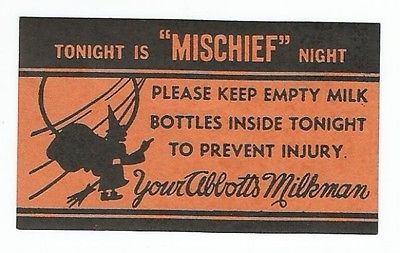 TONIGHT IS "MISCHIEF" NIGHT
PLEASE KEEP EMPTY MILK
BOTTLES INSIDE TONIGHT
TO PREVENT INJURY.
Your Abbotts Milkman